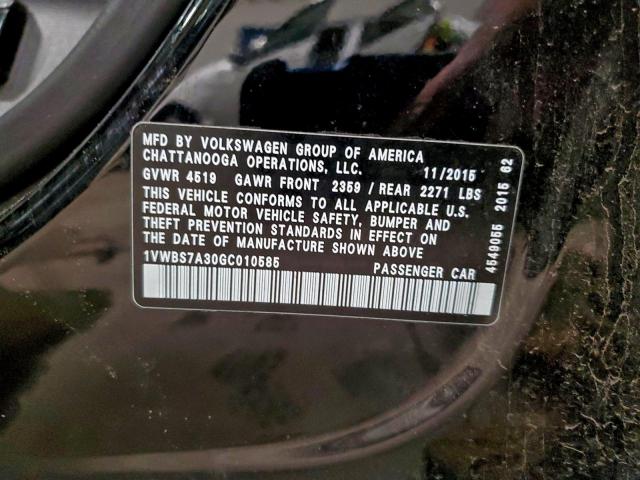 MFD BY VOLKSWAGEN GROUP OF AMERICA
CHATTANOOGA OPERATIONS, LLC. 11/2015
GVWR 4519 GAWR FRONT 2359 / REAR 2271 LBS
THIS VEHICLE CONFORMS TO ALL APPLICABLE U.S.
FEDERAL MOTOR VEHICLE SAFETY, BUMPER AND
THEFT PREVENTION STANDARDS IN EFFECT ON
THE DATE OF MANUFACTURE SHOWN ABOVE
1VWBS7A30GC010585 PASSENGER CAR
4549055 2015 62